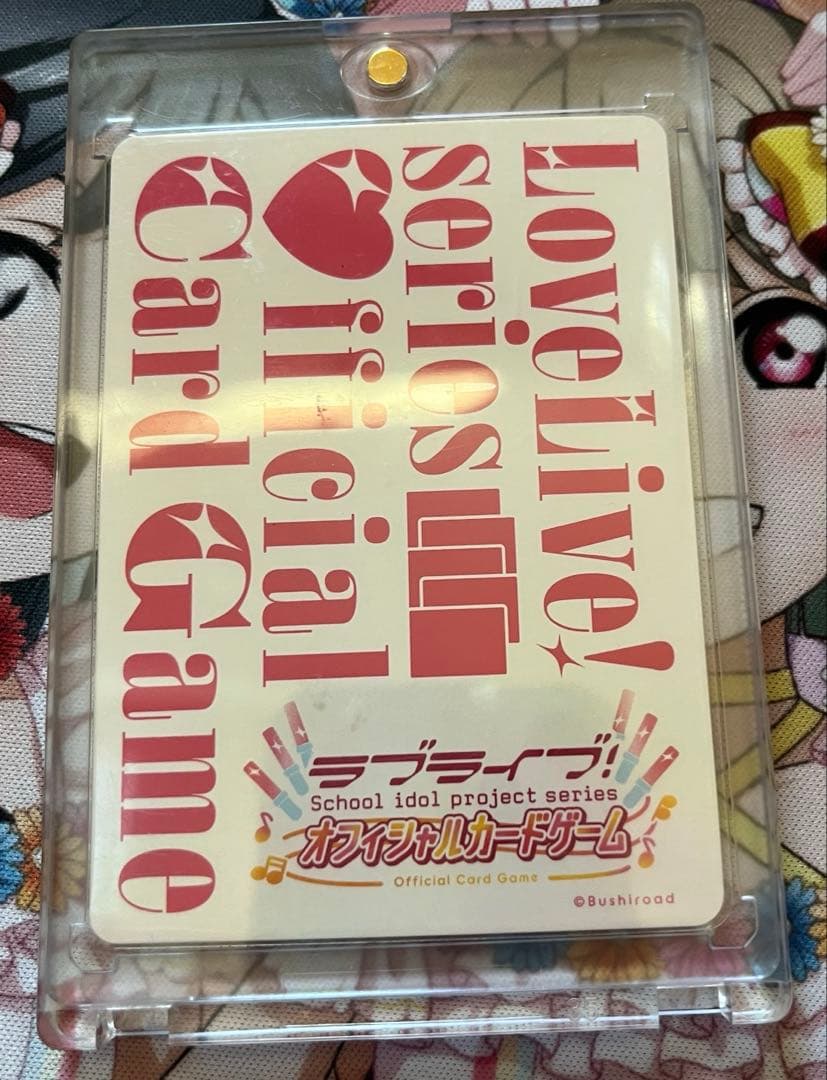 LoveLive!
series
Official
Card Game
ラブライブ!
School idol project series
オフィシャルカードゲーム
Official Card Game
©Bushiroad